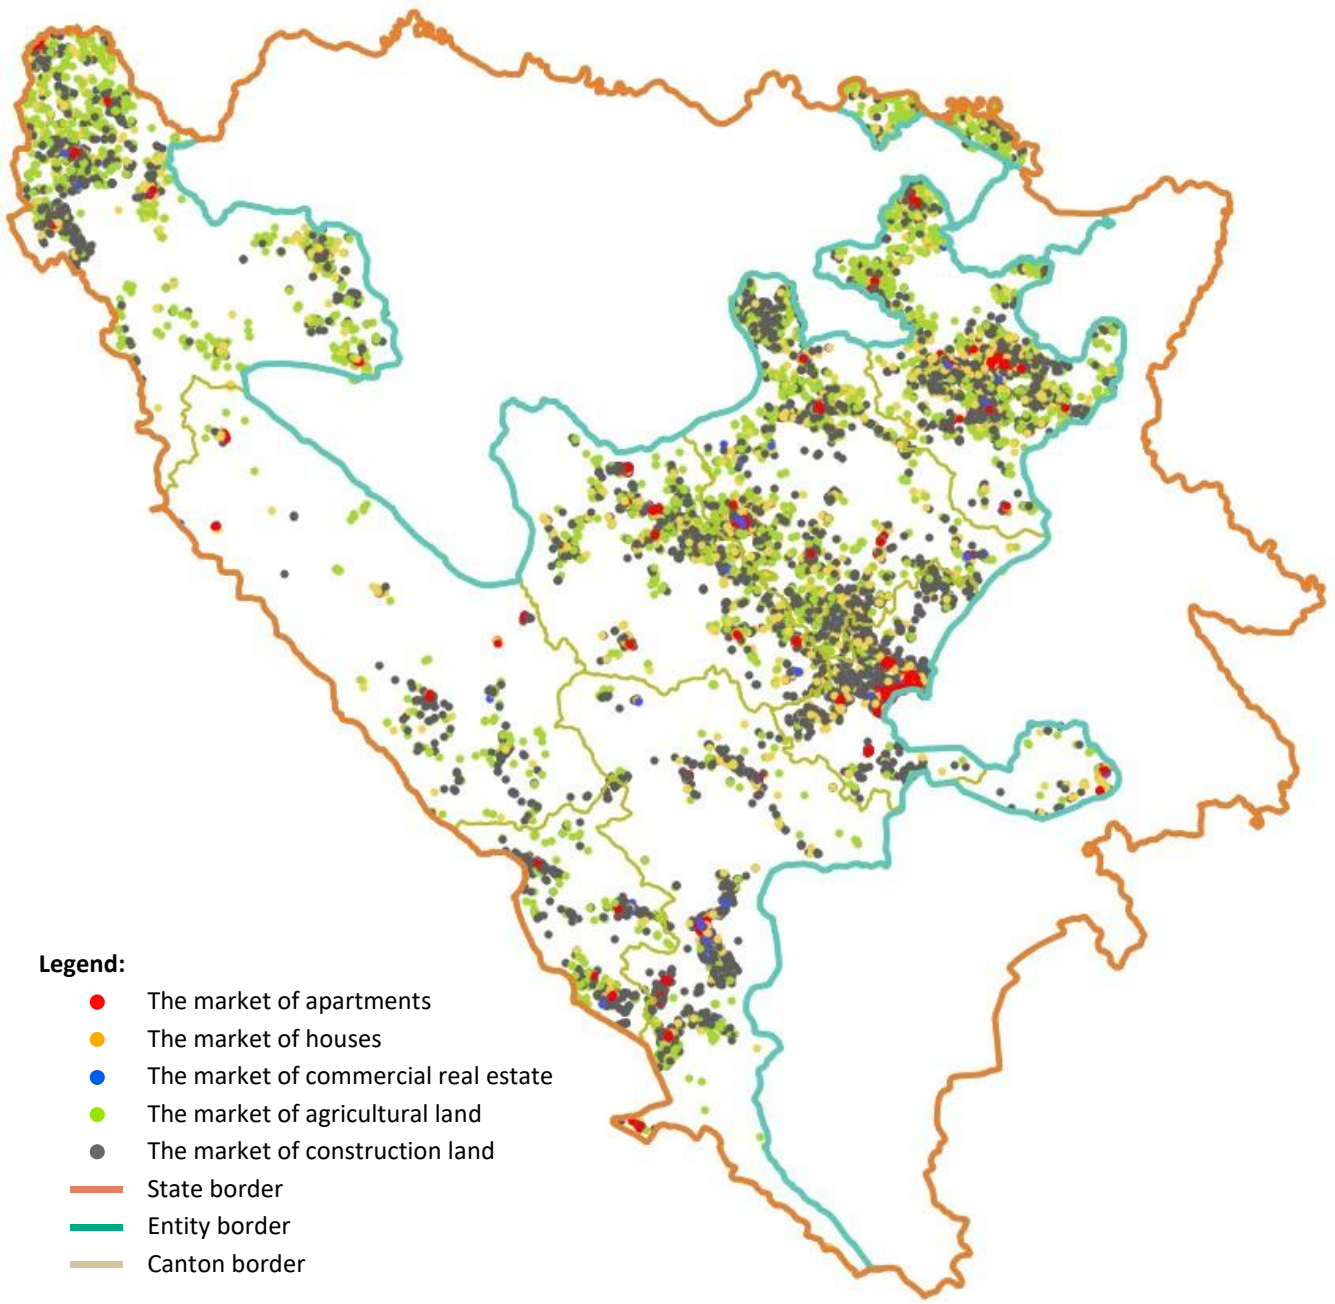 Legend:
The market of apartments
The market of houses
The market of commercial real estate
The market of agricultural land
The market of construction land
State border
Entity border
Canton border